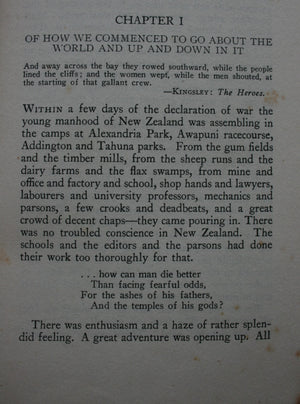 CHAPTER I
OF HOW WE COMMENCED TO GO ABOUT THE
WORLD AND UP AND DOWN IN IT
And away across the bay they rowed southward, while the people
lined the cliffs; and the women wept, while the men shouted, at
the starting of that gallant crew.
—KINGSLEY: The Heroes.
WITHIN a few days of the declaration of war the
young manhood of New Zealand was assembling in
the camps at Alexandria Park, Awapuni racecourse,
Addington and Tahuna parks. From the gum fields
and the timber mills, from the sheep runs and the
dairy farms and the flax swamps, from mine and
office and factory and school, shop hands and lawyers,
labourers and university professors, mechanics and
parsons, a few crooks and deadbeats, and a great
crowd of decent chaps—they came pouring in. There
was no troubled conscience in New Zealand. The
schools and the editors and the parsons had done
their work too thoroughly for that.
. . . how can man die better
Than facing fearful odds,
For the ashes of his fathers,
And the temples of his gods?
There was enthusiasm and a haze of rather splen-
did feeling. A great adventure was opening up. All